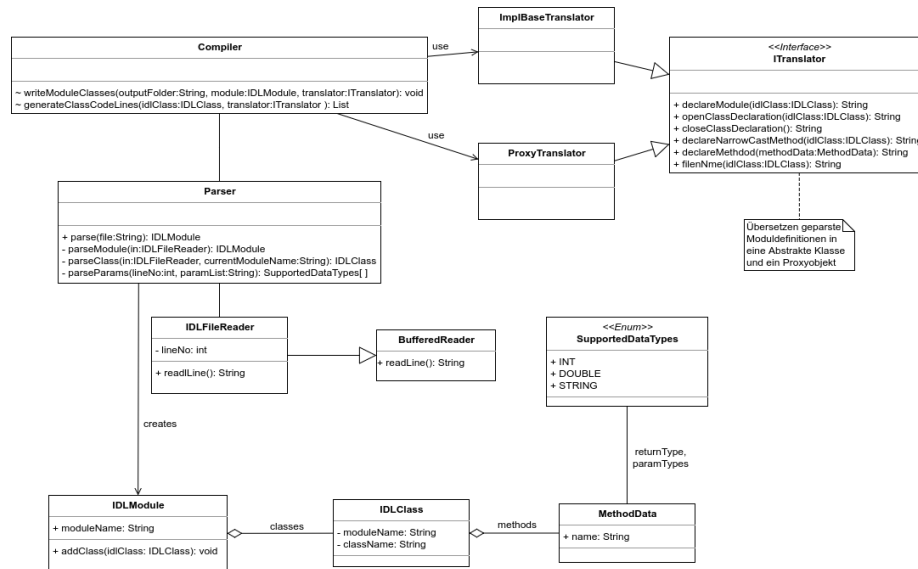 ImplBaseTranslator
Compiler
use
~ writeModuleClasses(outputFolder:String, module:IDLModule, translator:ITranslator): void
~ generateClassCodeLines(idlClass:IDLClass, translator:ITranslator ): List
<<Interface>>
ITranslator
+ declareModule(idlClass:IDLClass): String
+ openClassDeclaration(idlClass:IDLClass): String
+ closeClassDeclaration(): String
+ declareNarrowCastMethod(idlClass:IDLClass): String
+ declareMethdod(methodData:MethodData): String
+ filenNme(idlClass:IDLClass): String
use
ProxyTranslator
Parser
+ parse(file:String): IDLModule
- parseModule(in:IDLFileReader): IDLModule
- parseClass(in:IDLFileReader, currentModuleName:String): IDLClass
- parseParams(lineNo:int, paramList:String): SupportedDataTypes[ ]
Übersetzen geparste
Moduldefinitionen in
eine Abstrakte Klasse
und ein Proxyobjekt
IDLFileReader
- lineNo: int
+ readlLine(): String
BufferedReader
+ readLine(): String
<<Enum>>
SupportedDataTypes
+ INT
+ DOUBLE
+ STRING
creates
returnType,
paramTypes
IDLModule
+ moduleName: String
+ addClass(idlClass: IDLClass): void
classes
IDLClass
- moduleName: String
- className: String
methods
MethodData
+ name: String